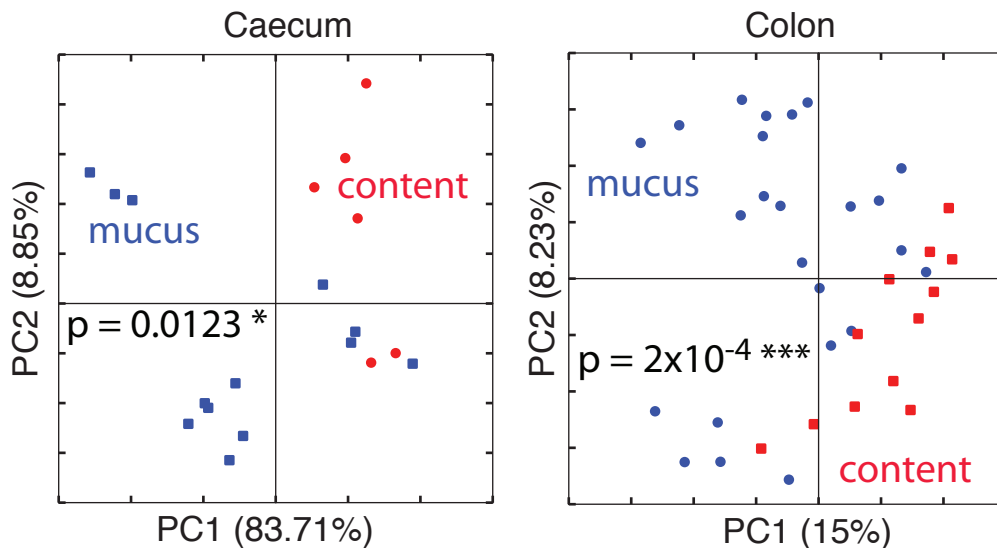 Caecum
content
mucus
p = 0.0123 *
PC2 (8.85%)
PC1 (83.71%)
Colon
mucus
p = 2x10⁻⁴ ***
content
PC2 (8.23%)
PC1 (15%)